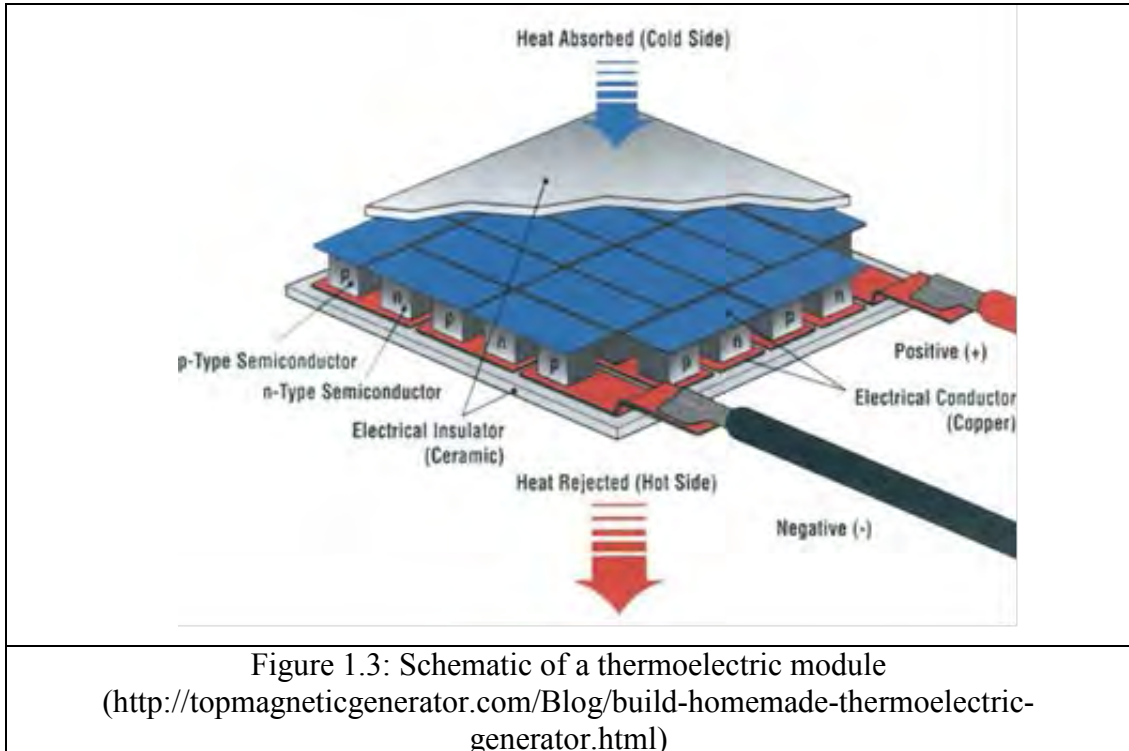 Heat Absorbed (Cold Side)
p
n
p
n
p
p
n
p
n
p-Type Semiconductor
n-Type Semiconductor
Electrical Insulator
(Ceramic)
Positive (+)
Electrical Conductor
(Copper)
Heat Rejected (Hot Side)
Negative (-)
Figure 1.3: Schematic of a thermoelectric module
(http://topmagneticgenerator.com/Blog/build-homemade-thermoelectric-
generator.html)